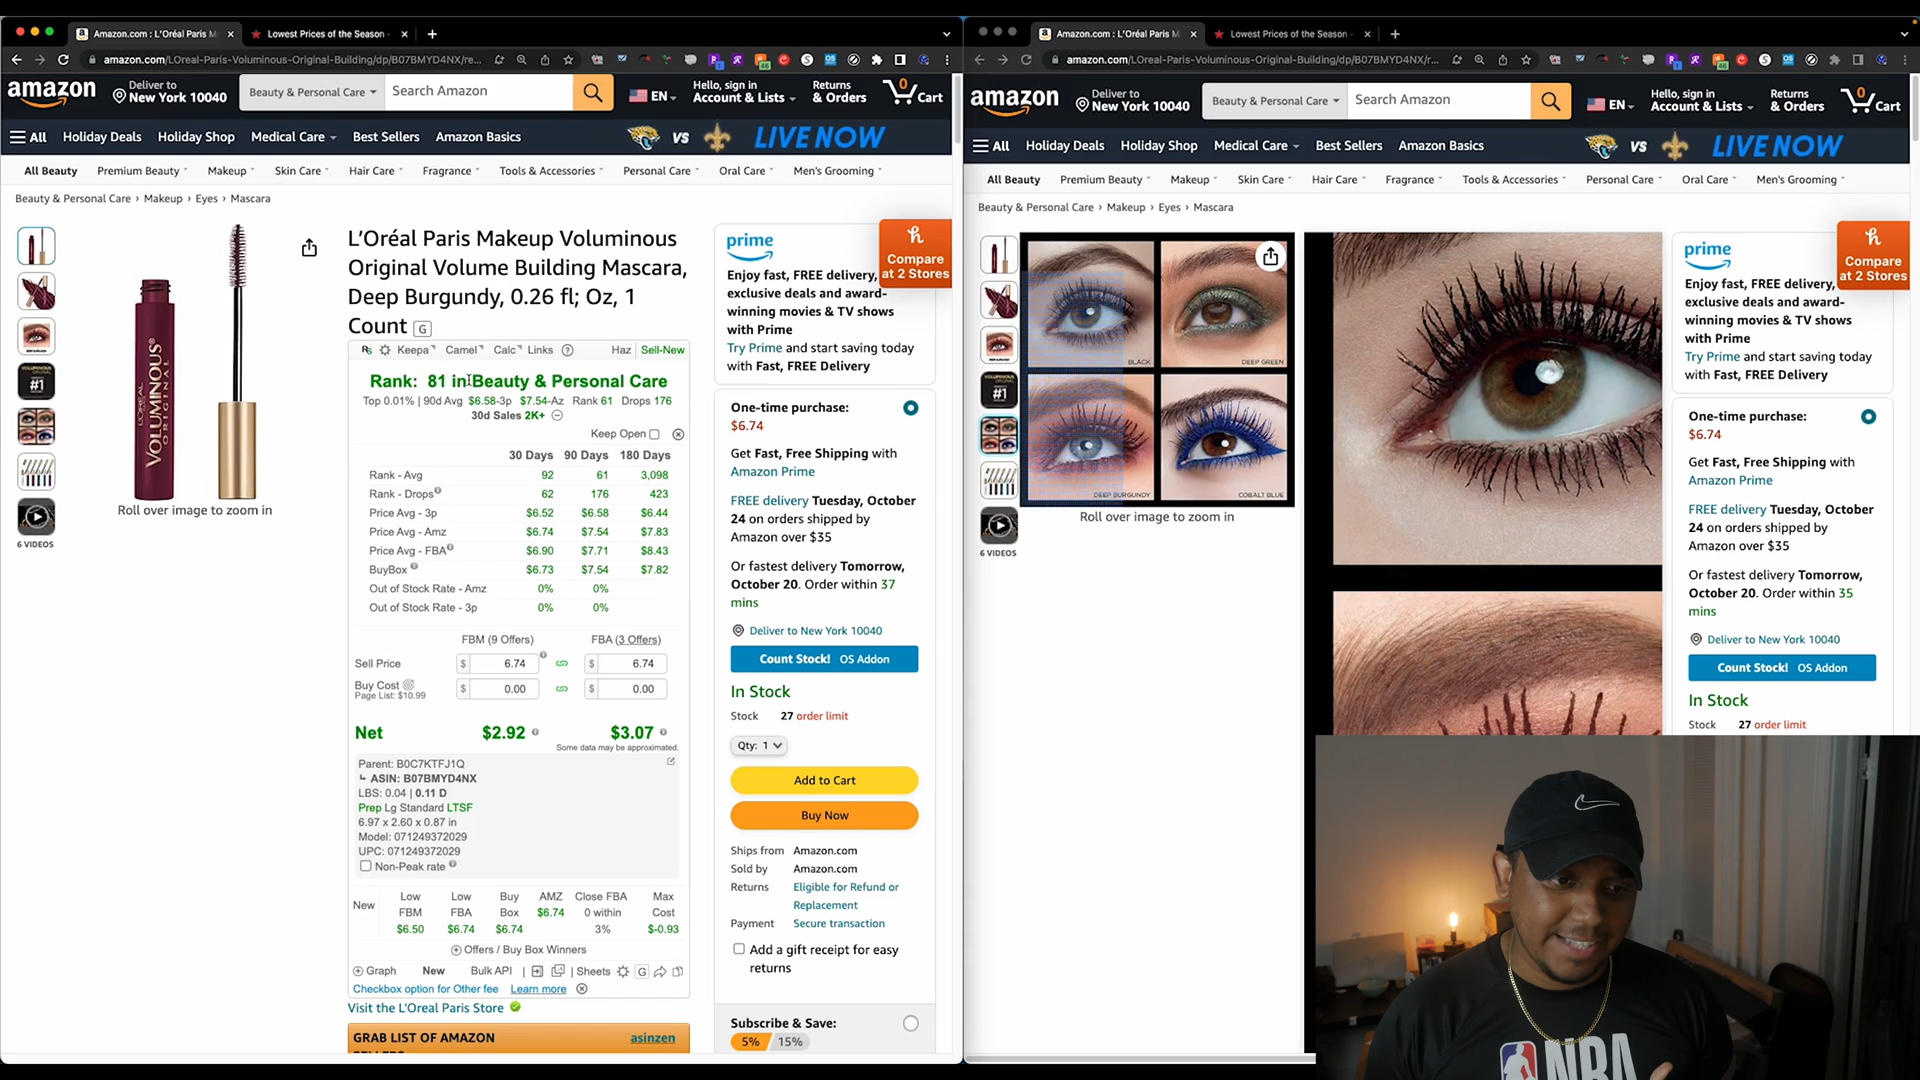 Amazon.com : L'Oréal Paris M
Lowest Prices of the Season
amazon.com/LOreal-Paris-Voluminous-Original-Building/dp/B07BMYD4NX/re...
amazon
Deliver to
New York 10040
Beauty & Personal Care
Search Amazon
EN
Hello, sign in
Account & Lists
Returns
& Orders
0
Cart
All
Holiday Deals
Holiday Shop
Medical Care
Best Sellers
Amazon Basics
VS
LIVE NOW
All Beauty
Premium Beauty
Makeup
Skin Care
Hair Care
Fragrance
Tools & Accessories
Personal Care
Oral Care
Men's Grooming
Beauty & Personal Care › Makeup › Eyes › Mascara
#1
6 VIDEOS
L'ORÉAL
VOLUMINOUS®
ORIGINAL
Roll over image to zoom in
L'Oréal Paris Makeup Voluminous
Original Volume Building Mascara,
Deep Burgundy, 0.26 fl; Oz, 1
Count G
Keepa
Camel
Calc
Links
?
Haz
Sell-New
Rank: 81 in Beauty & Personal Care
Top 0.01% | 90d Avg $6.58-3p $7.54-Az Rank 61 Drops 176
30d Sales 2K+
Keep Open
30 Days 90 Days 180 Days
Rank - Avg 92 61 3,098
Rank - Drops 62 176 423
Price Avg - 3p $6.52 $6.58 $6.44
Price Avg - Amz $6.74 $7.54 $7.83
Price Avg - FBA $6.90 $7.71 $8.43
BuyBox $6.73 $7.54 $7.82
Out of Stock Rate - Amz 0% 0%
Out of Stock Rate - 3p 0% 0%
FBM (9 Offers) FBA (3 Offers)
Sell Price $ 6.74 $ 6.74
Buy Cost $ 0.00 $ 0.00
Page List: $10.99
Net $2.92 $3.07
Some data may be approximated.
Parent: B0C7KTFJ1Q
ASIN: B07BMYD4NX
LBS: 0.04 | 0.11 D
Prep Lg Standard LTSF
6.97 x 2.60 x 0.87 in
Model: 071249372029
UPC: 071249372029
Non-Peak rate
New
Low FBM $6.50
Low FBA $6.74
Buy Box $6.74
AMZ $6.74
Close FBA 0 within 3%
Max Cost $-0.93
Offers / Buy Box Winners
Graph New Bulk API | | Sheets G
Checkbox option for Other fee Learn more
Visit the L'Oreal Paris Store
GRAB LIST OF AMAZON
asinzen
prime
Enjoy fast, FREE delivery,
exclusive deals and award-
winning movies & TV shows
with Prime
Try Prime and start saving today
with Fast, FREE Delivery
h
Compare
at 2 Stores
One-time purchase:
$6.74
Get Fast, Free Shipping with
Amazon Prime
FREE delivery Tuesday, October
24 on orders shipped by
Amazon over $35
Or fastest delivery Tomorrow,
October 20. Order within 37
mins
Deliver to New York 10040
Count Stock! OS Addon
In Stock
Stock 27 order limit
Qty: 1
Add to Cart
Buy Now
Ships from Amazon.com
Sold by Amazon.com
Returns Eligible for Refund or
Replacement
Payment Secure transaction
Add a gift receipt for easy
returns
Subscribe & Save:
5% 15%
Amazon.com : L'Oréal Paris M
Lowest Prices of the Season
amazon.com/LOreal-Paris-Voluminous-Original-Building/dp/B07BMYD4NX/r...
amazon
Deliver to
New York 10040
Beauty & Personal Care
Search Amazon
EN
Hello, sign in
Account & Lists
Returns
& Orders
0
Cart
All
Holiday Deals
Holiday Shop
Medical Care
Best Sellers
Amazon Basics
VS
LIVE NOW
All Beauty
Premium Beauty
Makeup
Skin Care
Hair Care
Fragrance
Tools & Accessories
Personal Care
Oral Care
Men's Grooming
Beauty & Personal Care › Makeup › Eyes › Mascara
#1
6 VIDEOS
BLACK
DEEP GREEN
DEEP BURGUNDY
COBALT BLUE
Roll over image to zoom in
prime
Enjoy fast, FREE delivery,
exclusive deals and award-
winning movies & TV shows
with Prime
Try Prime and start saving today
with Fast, FREE Delivery
h
Compare
at 2 Stores
One-time purchase:
$6.74
Get Fast, Free Shipping with
Amazon Prime
FREE delivery Tuesday, October
24 on orders shipped by
Amazon over $35
Or fastest delivery Tomorrow,
October 20. Order within 35
mins
Deliver to New York 10040
Count Stock! OS Addon
In Stock
Stock 27 order limit
NBA